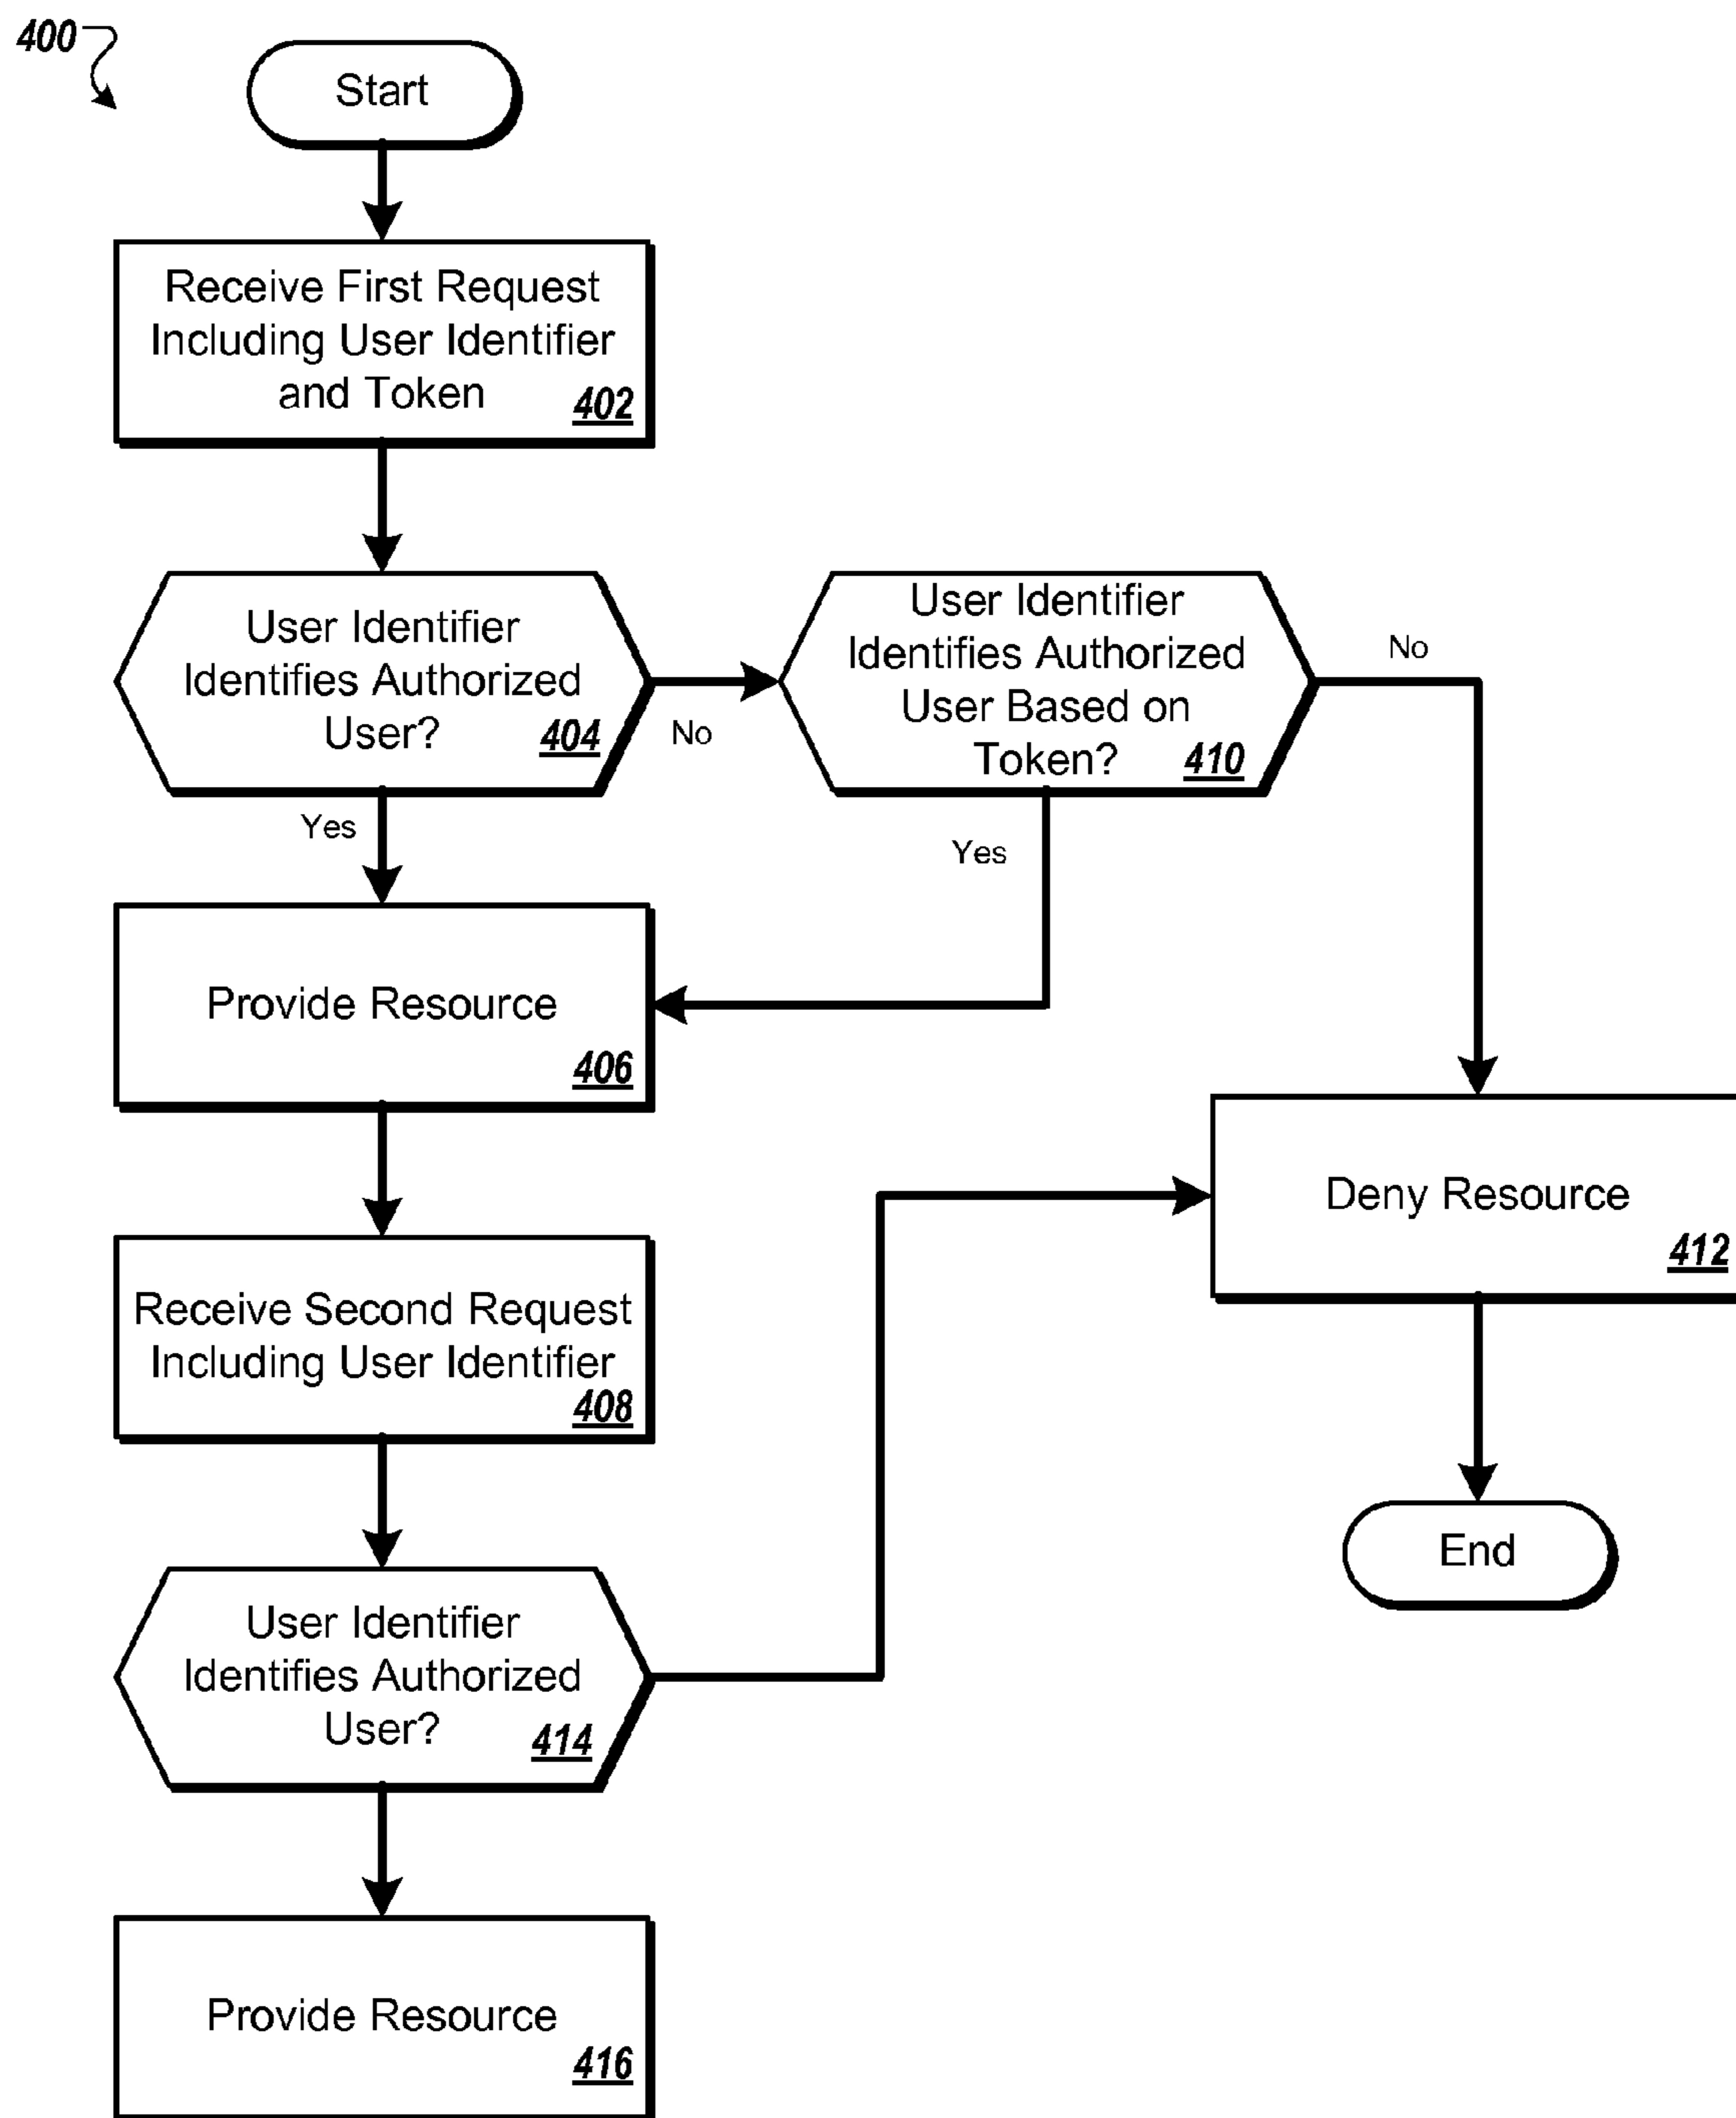 400
Start
Receive First Request
Including User Identifier
and Token
402
User Identifier
Identifies Authorized
User?
404
No
User Identifier
Identifies Authorized
User Based on
Token?
410
No
Yes
Yes
Provide Resource
406
Deny Resource
412
Receive Second Request
Including User Identifier
408
End
User Identifier
Identifies Authorized
User?
414
Provide Resource
416